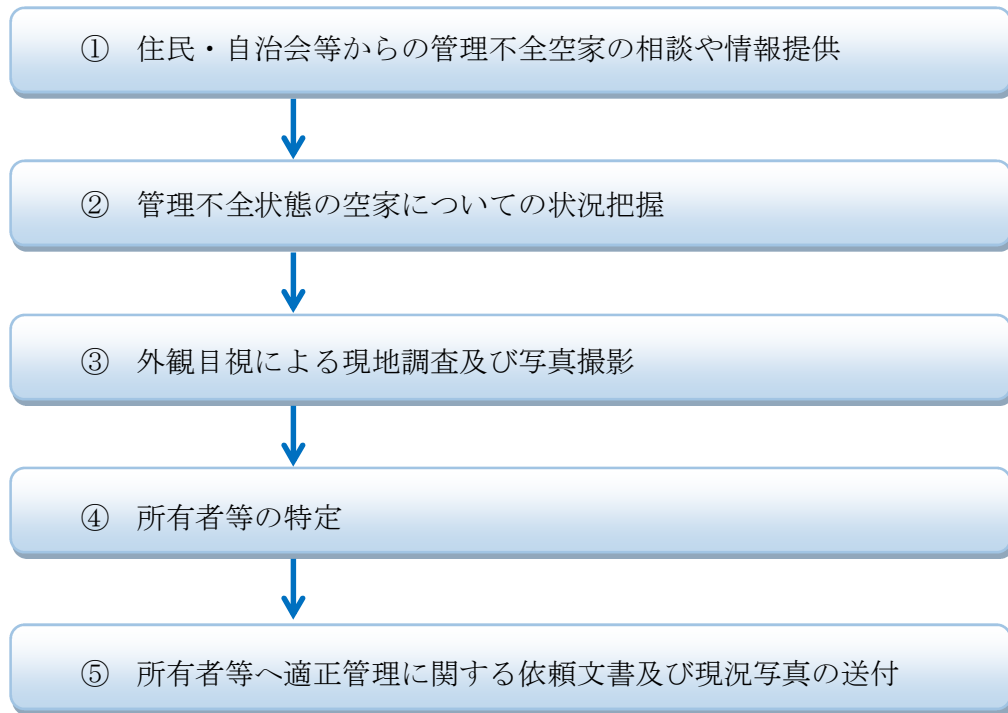 ① 住民・自治会等からの管理不全空家の相談や情報提供
② 管理不全状態の空家についての状況把握
③ 外観目視による現地調査及び写真撮影
④ 所有者等の特定
⑤ 所有者等へ適正管理に関する依頼文書及び現況写真の送付